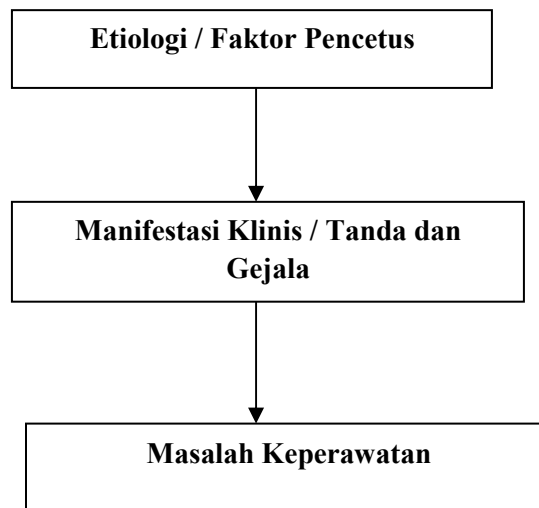 Etiologi / Faktor Pencetus
Manifestasi Klinis / Tanda dan
Gejala
Masalah Keperawatan